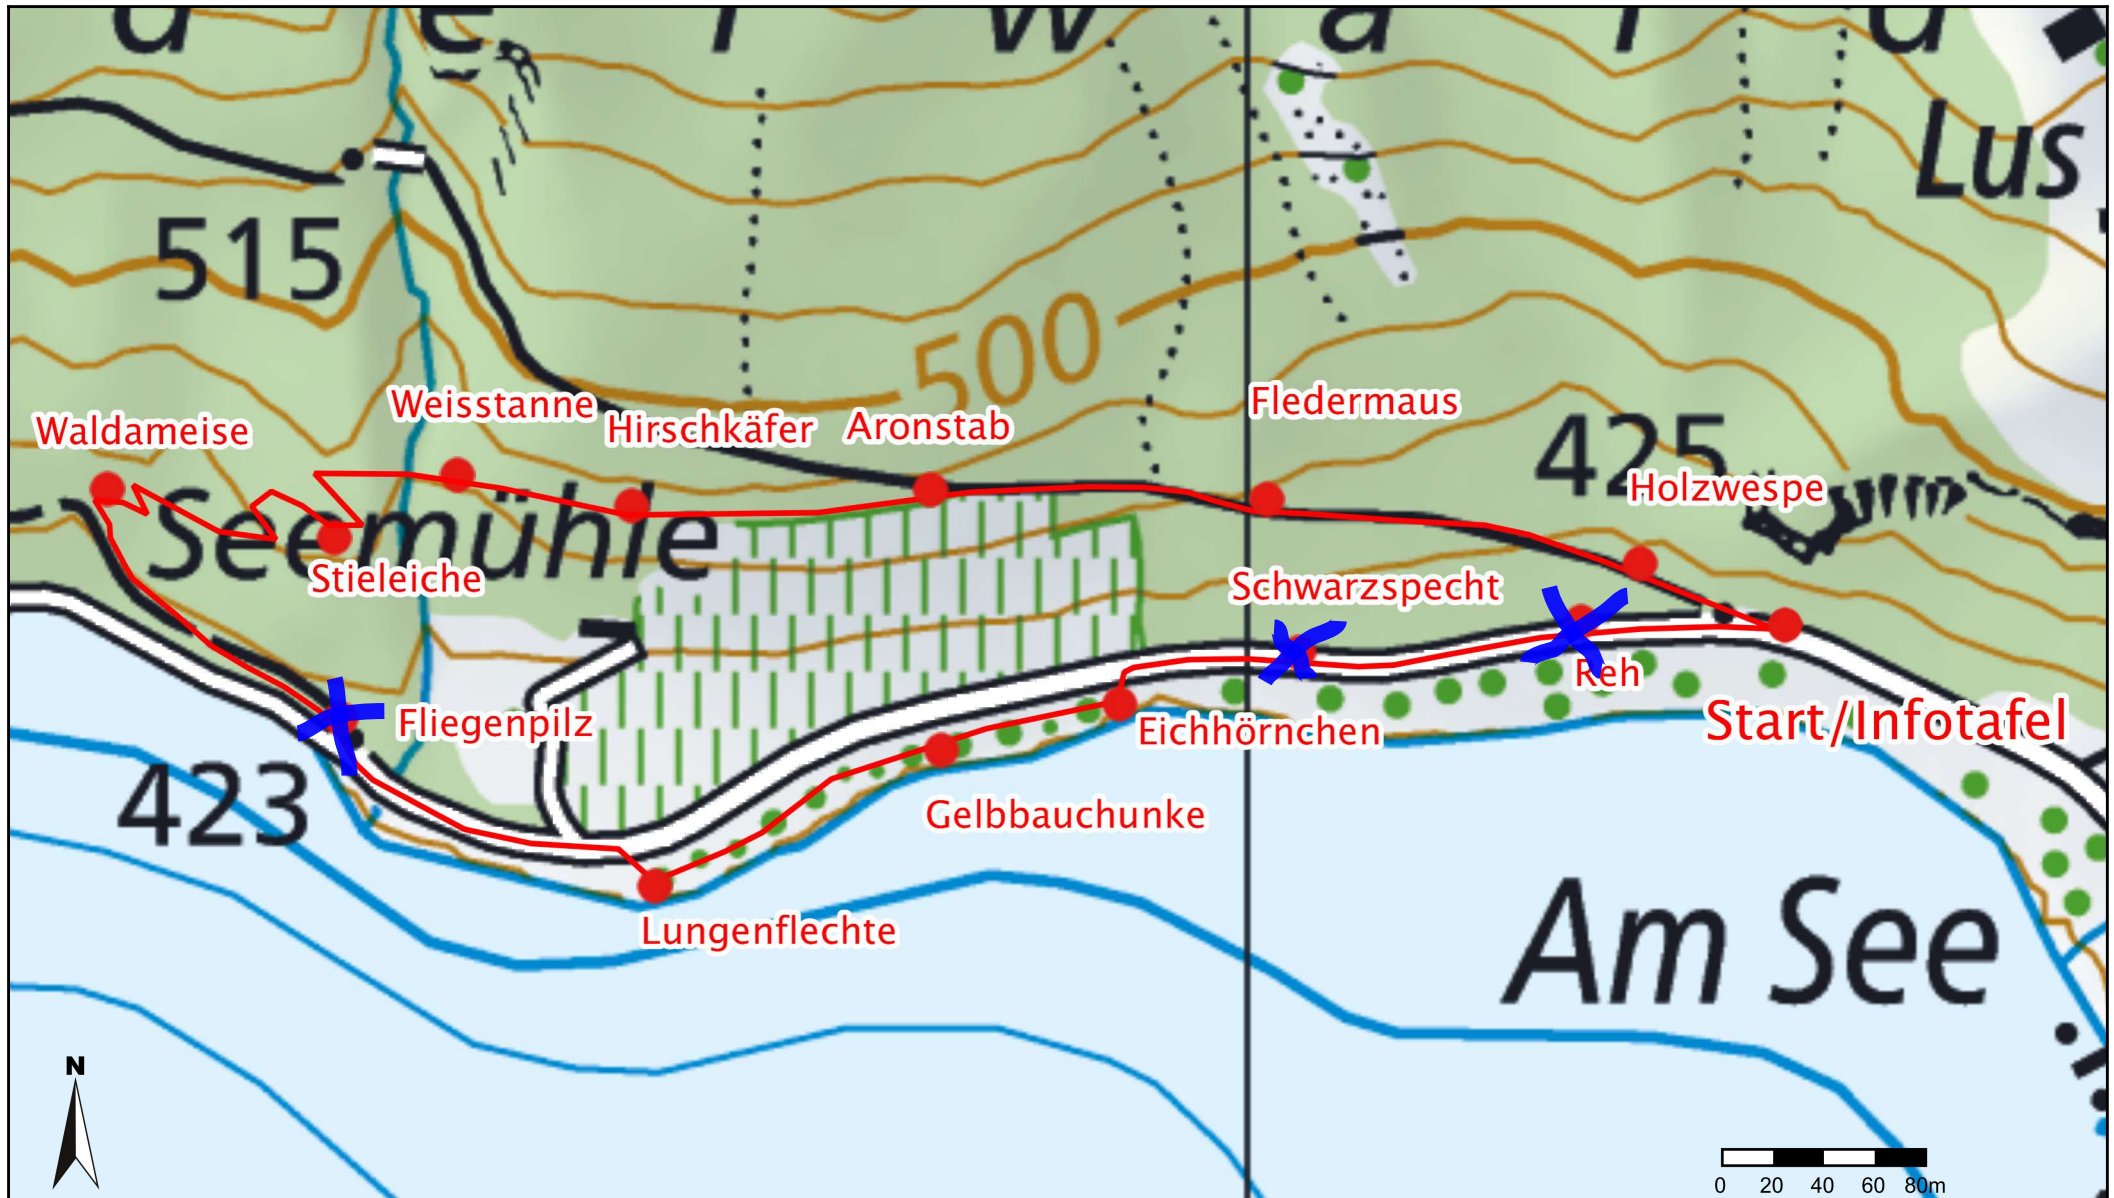 d e r w a l d
Lus
515
500
Weisstanne
Fledermaus
Waldameise
Hirschkäfer
Aronstab
425
Holzwespe
Seemühle
Stieleiche
Schwarzspecht
Reh
Fliegenpilz
Eichhörnchen
Start/Infotafel
423
Gelbbauchunke
Lungenflechte
Am See
N
0 20 40 60 80m